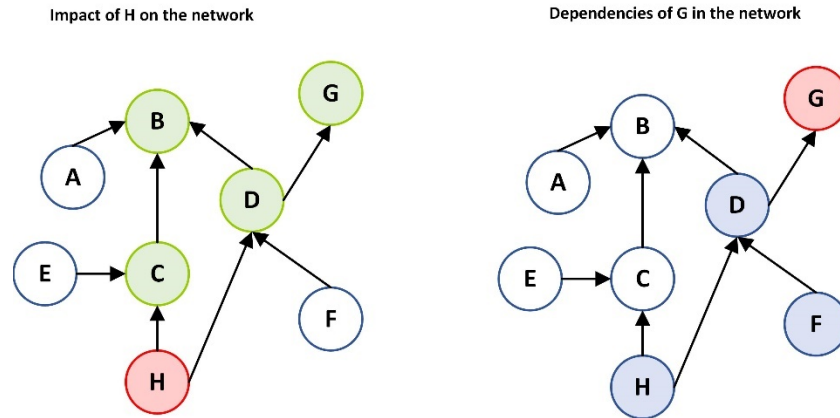 Impact of H on the network
G
B
A
D
E
C
F
H
Dependencies of G in the network
G
B
A
D
E
C
F
H